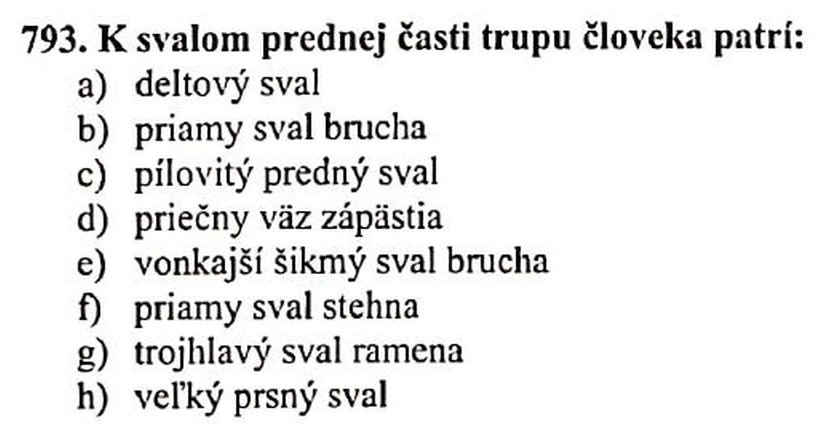 793. K svalom prednej časti trupu človeka patrí:
a) deltový sval
b) priamy sval brucha
c) pílovitý predný sval
d) priečny väz zápästia
e) vonkajší šikmý sval brucha
f) priamy sval stehna
g) trojhlavý sval ramena
h) veľký prsný sval